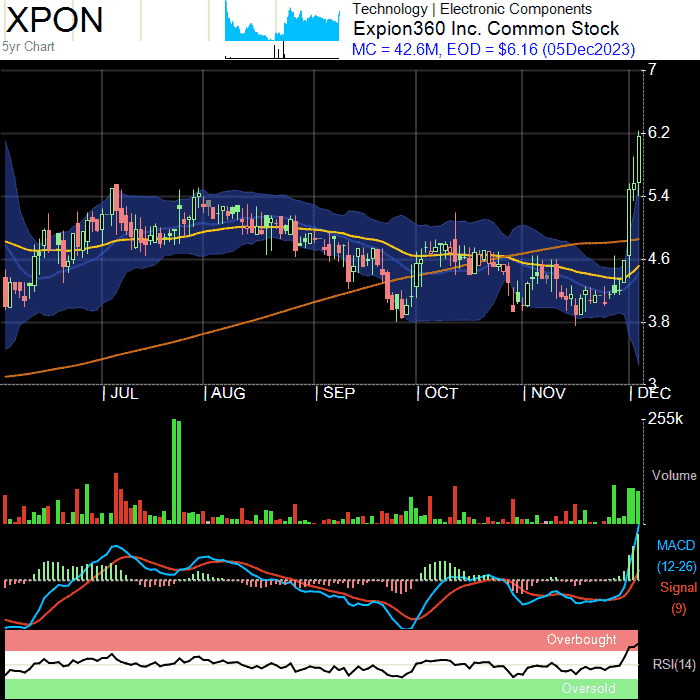 XPON
5yr Chart
Technology | Electronic Components
Expion360 Inc. Common Stock
MC = 42.6M, EOD = $6.16 (05Dec2023)
7
6.2
5.4
4.6
3.8
3
JUL AUG SEP OCT NOV DEC
255k
Volume
MACD
(12-26)
Signal
(9)
Overbought
RSI(14)
Oversold